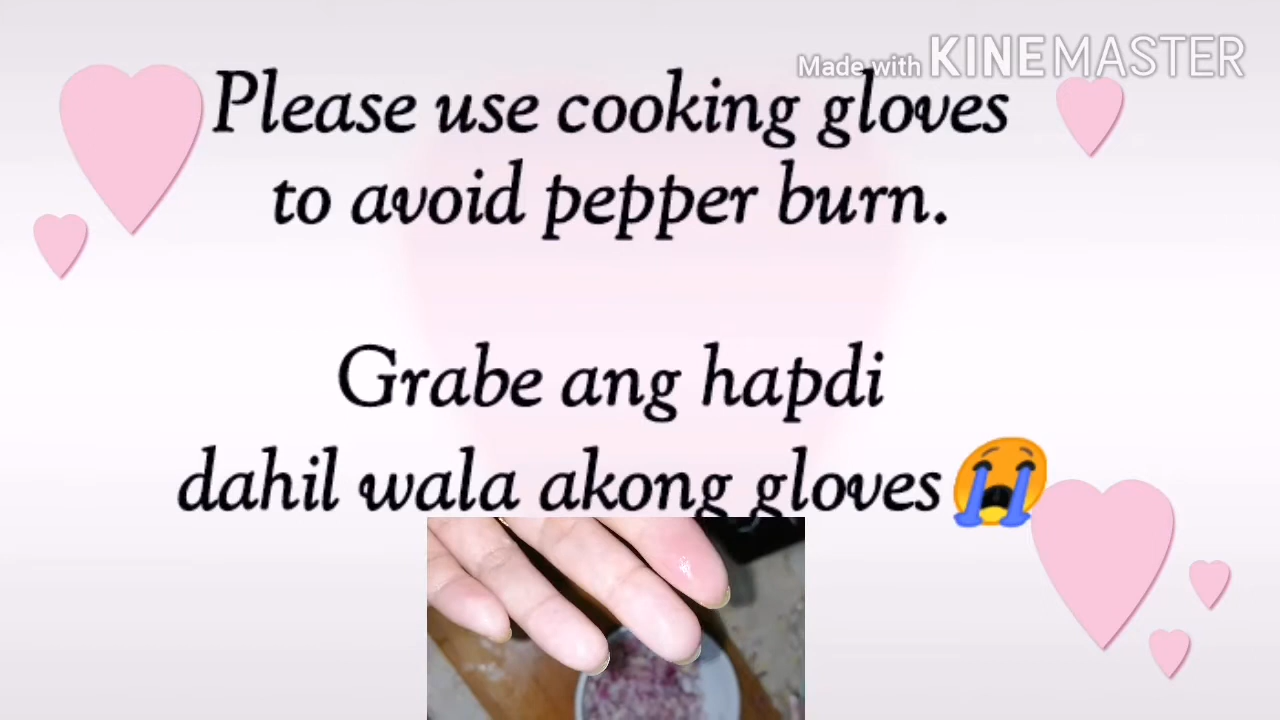 Made with KINEMASTER
Please use cooking gloves
to avoid pepper burn.
Grabe ang hapdi
dahil wala akong gloves😭